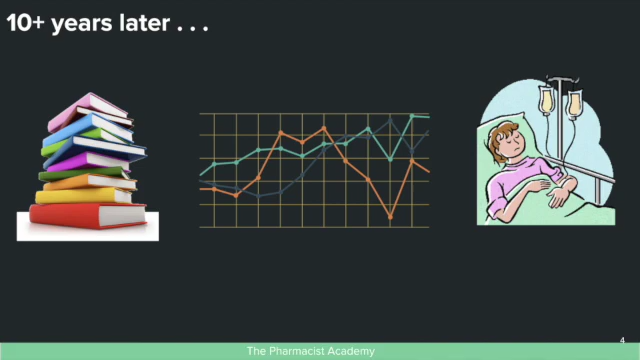 10+ years later . . .
4
The Pharmacist Academy